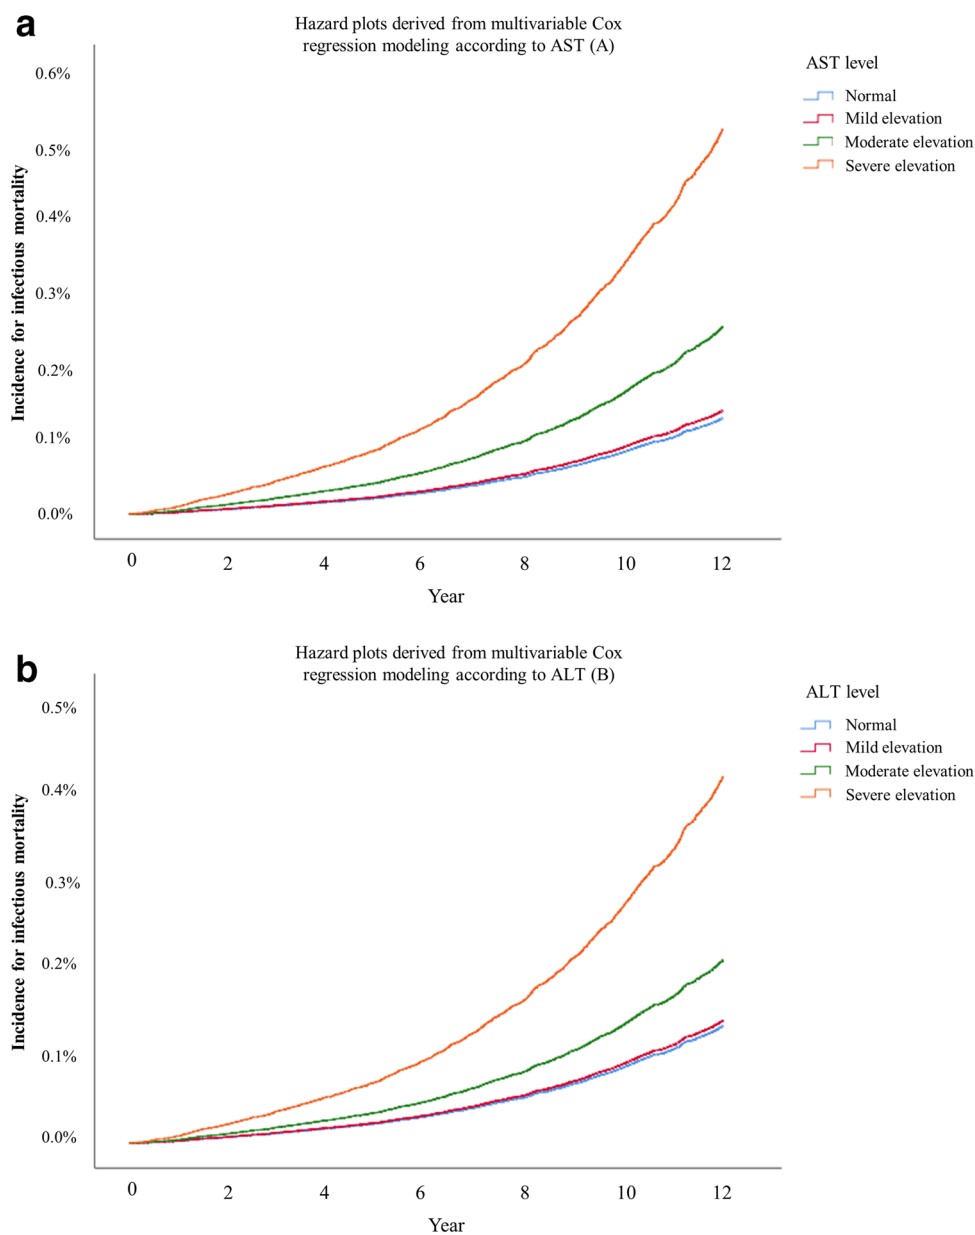 a
Hazard plots derived from multivariable Cox
regression modeling according to AST (A)
AST level
Normal
Mild elevation
Moderate elevation
Severe elevation
Incidence for infectious mortality
0.6%
0.5%
0.4%
0.3%
0.2%
0.1%
0.0%
0 2 4 6 8 10 12
Year
b
Hazard plots derived from multivariable Cox
regression modeling according to ALT (B)
ALT level
Normal
Mild elevation
Moderate elevation
Severe elevation
Incidence for infectious mortality
0.5%
0.4%
0.3%
0.2%
0.1%
0.0%
0 2 4 6 8 10 12
Year